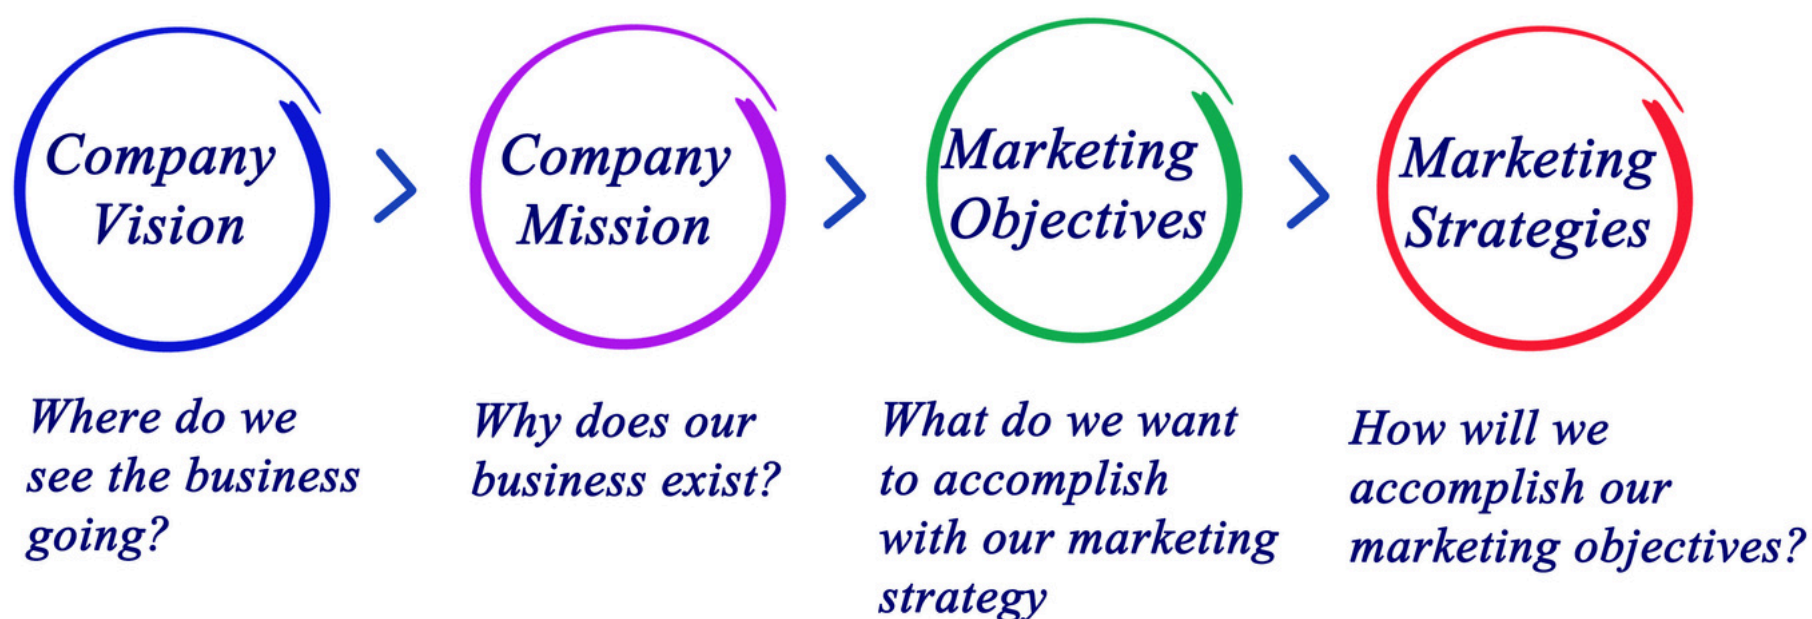 Company
Vision
Company
Mission
Marketing
Objectives
Marketing
Strategies
Where do we
see the business
going?
Why does our
business exist?
What do we want
to accomplish
with our marketing
strategy
How will we
accomplish our
marketing objectives?